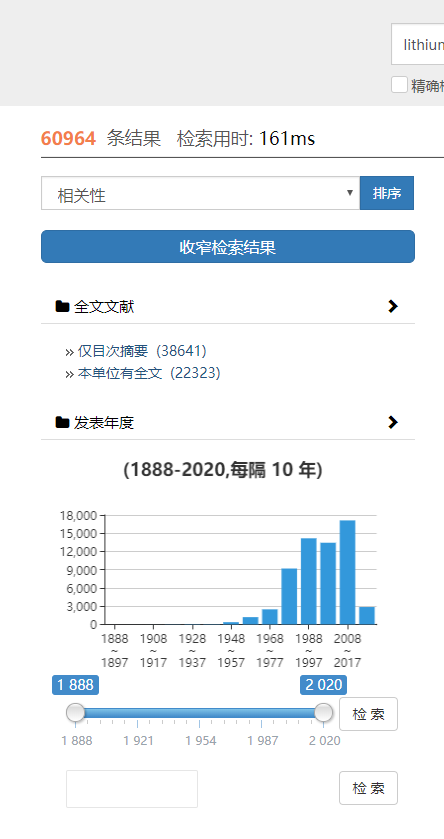 lithiun
精确检
60964 条结果 检索用时: 161ms
相关性 排序
收窄检索结果
全文文献
» 仅目次摘要 (38641)
» 本单位有全文 (22323)
发表年度
(1888-2020,每隔 10 年)
18,000
15,000
12,000
9,000
6,000
3,000
0
1888 ~ 1897
1908 ~ 1917
1928 ~ 1937
1948 ~ 1957
1968 ~ 1977
1988 ~ 1997
2008 ~ 2017
1 888 2 020
检 索
1 888 1 921 1 954 1 987 2 020
检 索